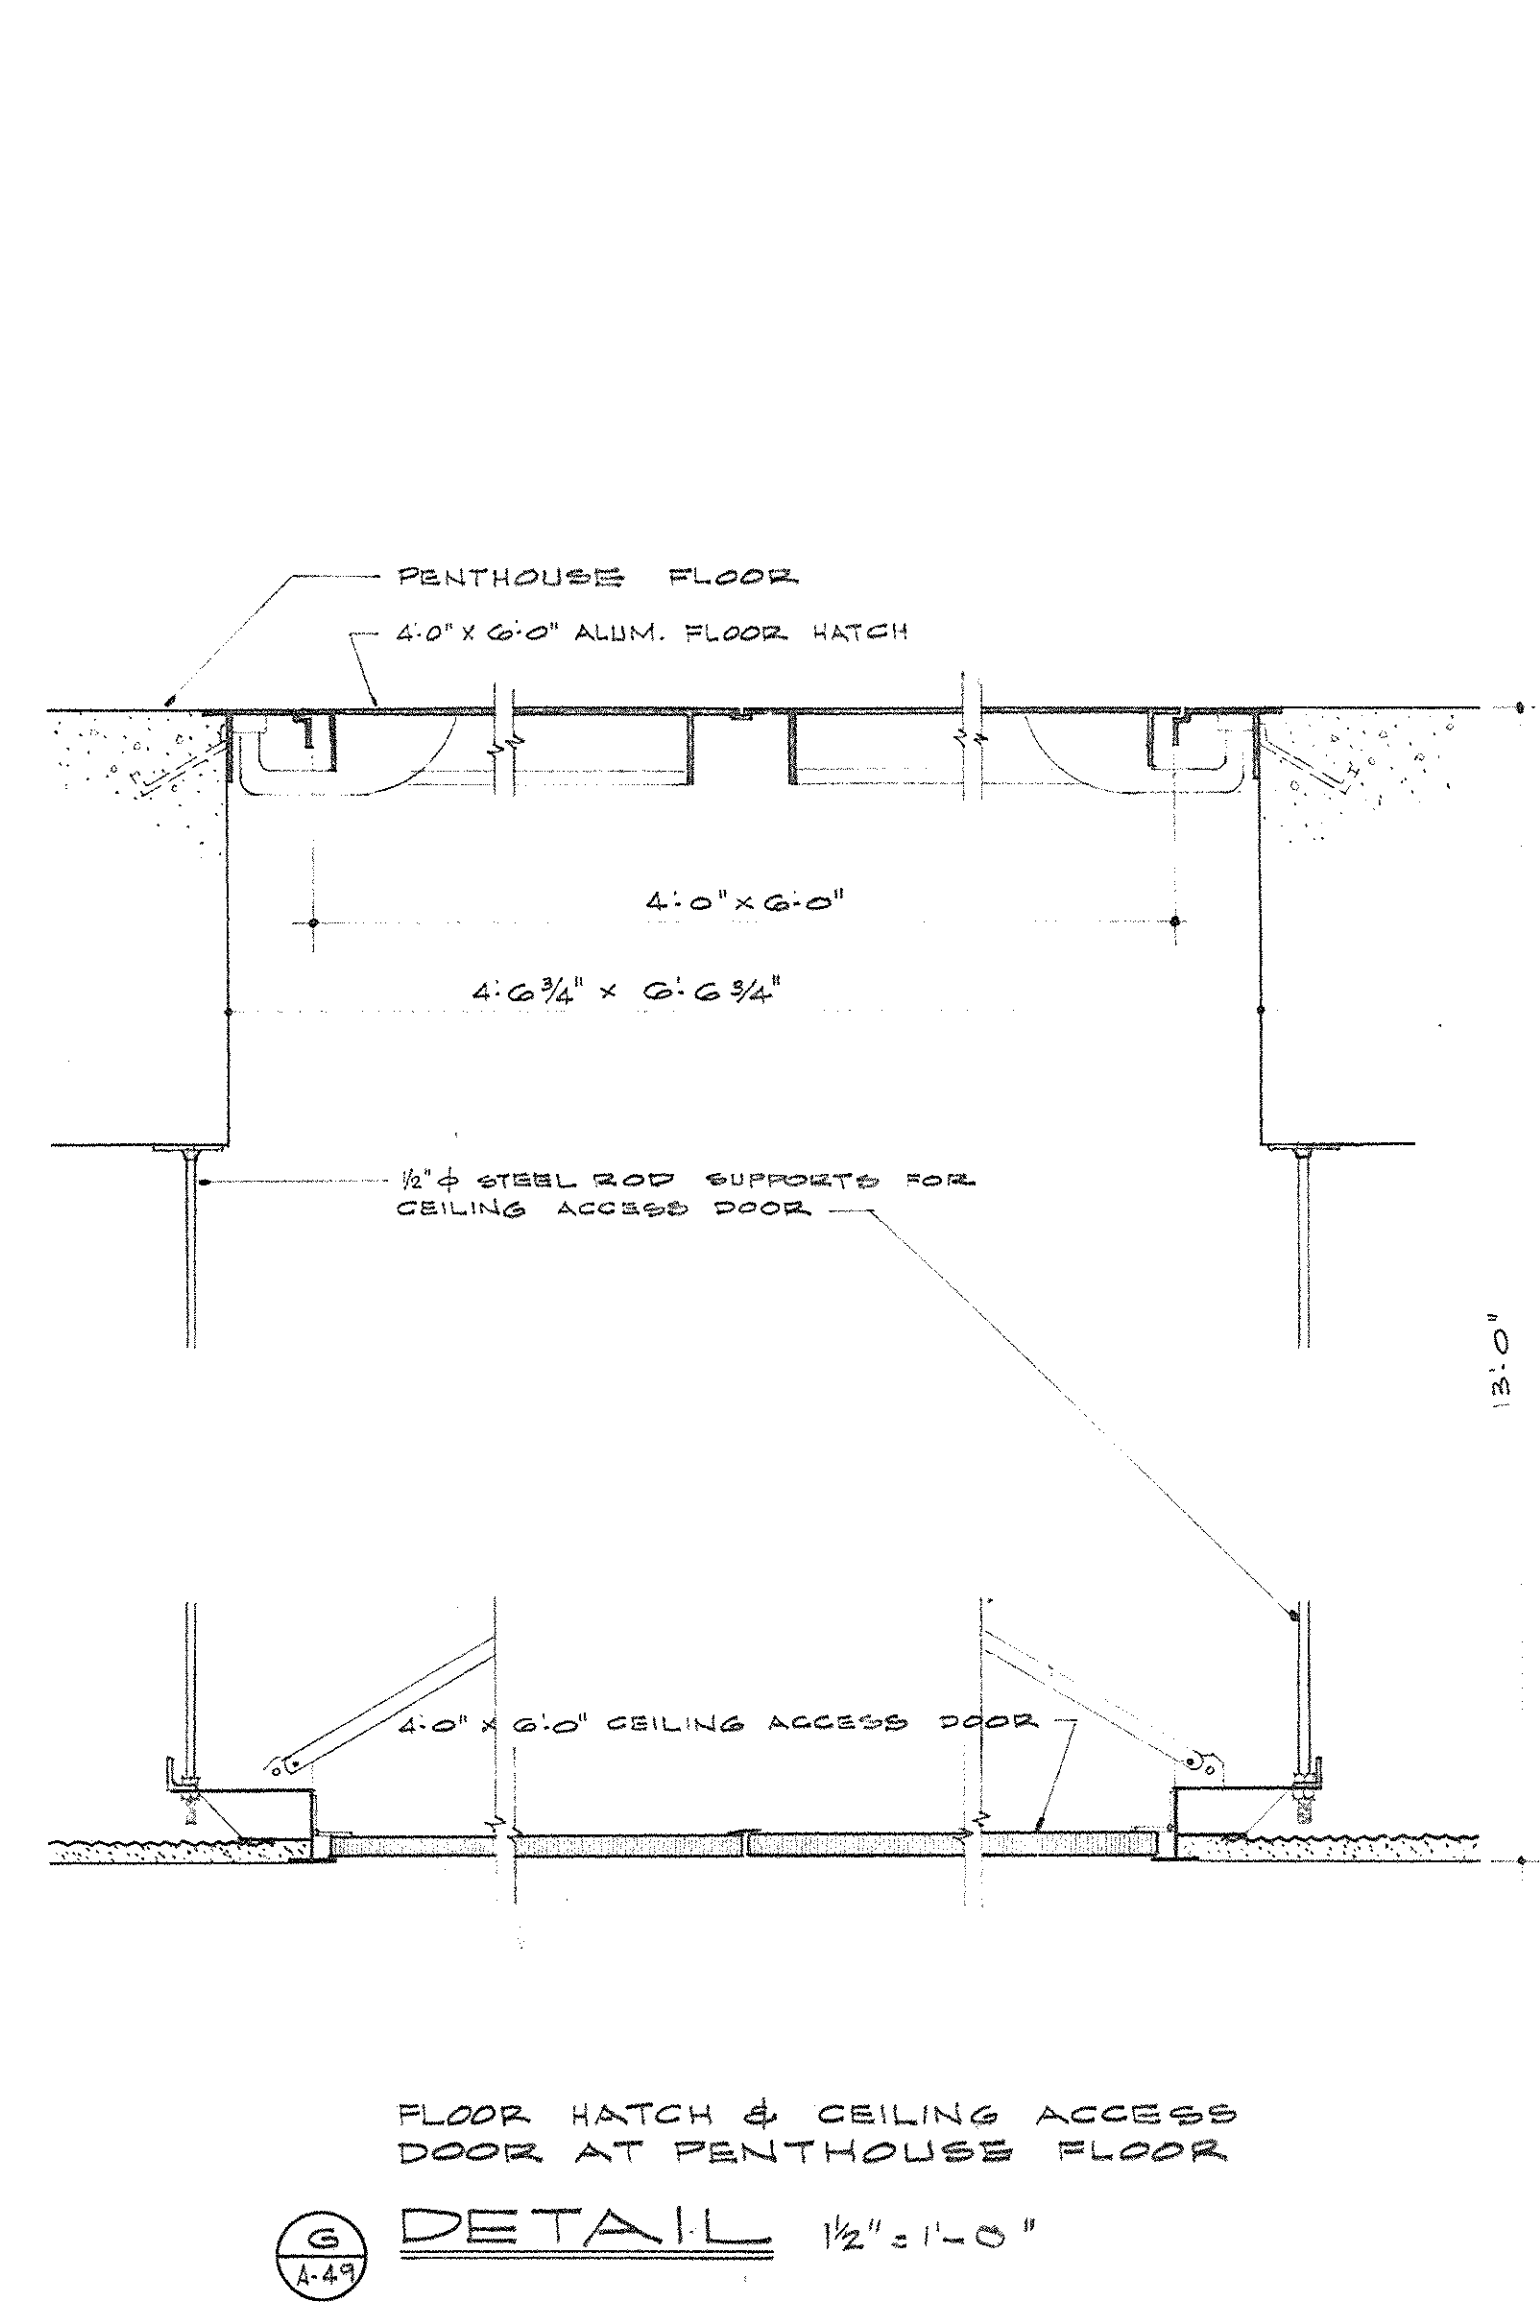 PENTHOUSE FLOOR
4'-0" x 6'-0" ALUM. FLOOR HATCH
4'-0" x 6'-0"
4'-6 3/4" x 6'-6 3/4"
1/2" ϕ STEEL ROD SUPPORTS FOR
CEILING ACCESS DOOR
13'-0"
4'-0" x 6'-0" CEILING ACCESS DOOR
FLOOR HATCH & CEILING ACCESS
DOOR AT PENTHOUSE FLOOR
G
A-49
DETAIL 1 1/2" = 1'-0"